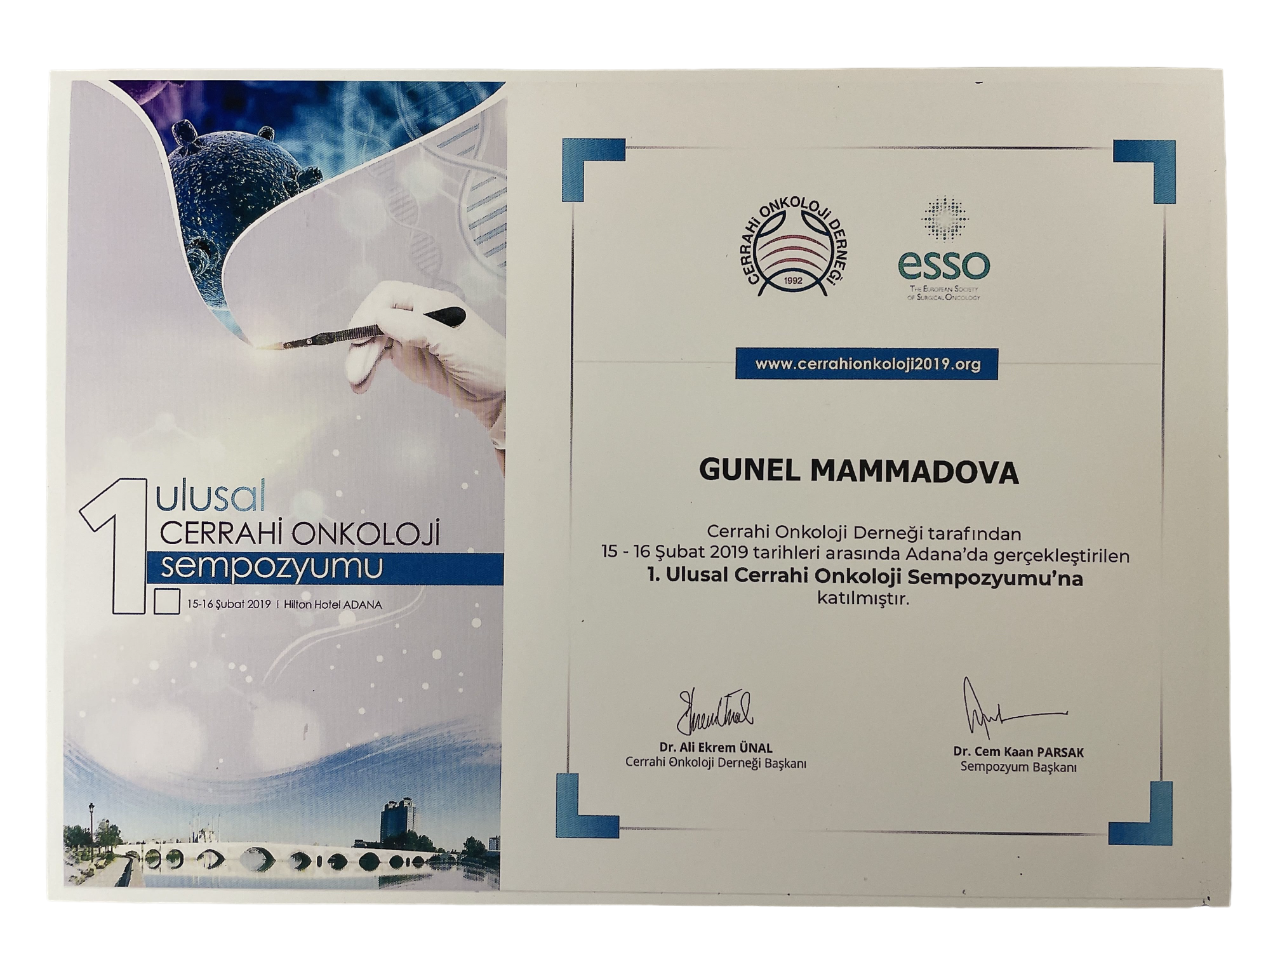 1.
ulusal
CERRAHİ ONKOLOJİ
sempozyumu
15-16 Şubat 2019 | Hilton Hotel ADANA
CERRAHİ ONKOLOJİ DERNEĞİ
1992
esso
THE EUROPEAN SOCIETY
OF SURGICAL ONCOLOGY
www.cerrahionkoloji2019.org
GUNEL MAMMADOVA
Cerrahi Onkoloji Derneği tarafından
15 - 16 Şubat 2019 tarihleri arasında Adana’da gerçekleştirilen
1. Ulusal Cerrahi Onkoloji Sempozyumu’na
katılmıştır.
Dr. Ali Ekrem ÜNAL
Cerrahi Onkoloji Derneği Başkanı
Dr. Cem Kaan PARSAK
Sempozyum Başkanı